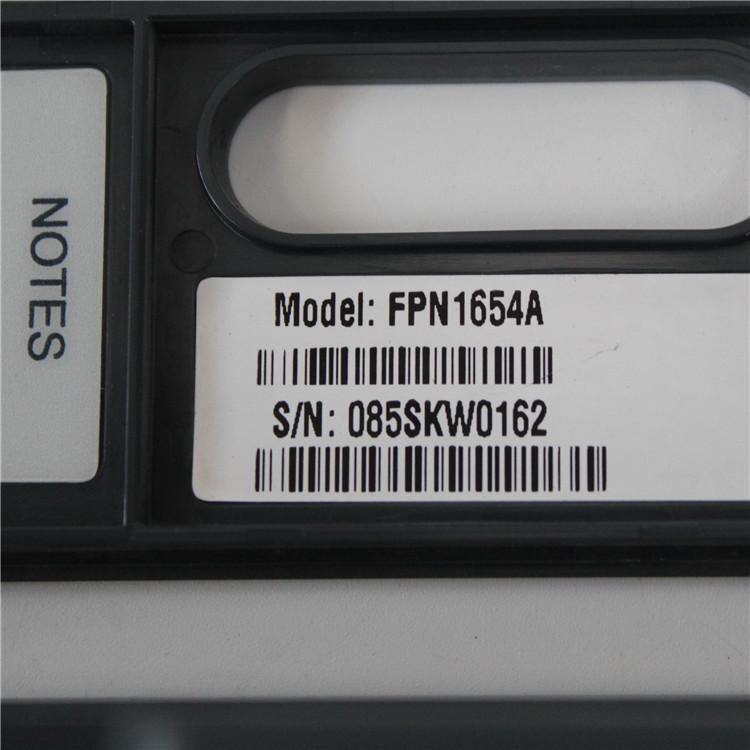 NOTES
Model: FPN1654A
S/N: 085SKW0162